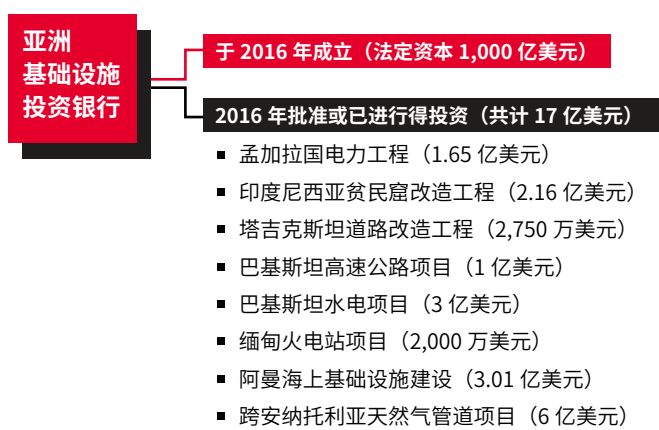 亚洲
基础设施
投资银行
于 2016 年成立（法定资本 1,000 亿美元）
2016 年批准或已进行得投资（共计 17 亿美元）
孟加拉国电力工程（1.65 亿美元）
印度尼西亚贫民窟改造工程（2.16 亿美元）
塔吉克斯坦道路改造工程（2,750 万美元）
巴基斯坦高速公路项目（1 亿美元）
巴基斯坦水电项目（3 亿美元）
缅甸火电站项目（2,000 万美元）
阿曼海上基础设施建设（3.01 亿美元）
跨安纳托利亚天然气管道项目（6 亿美元）